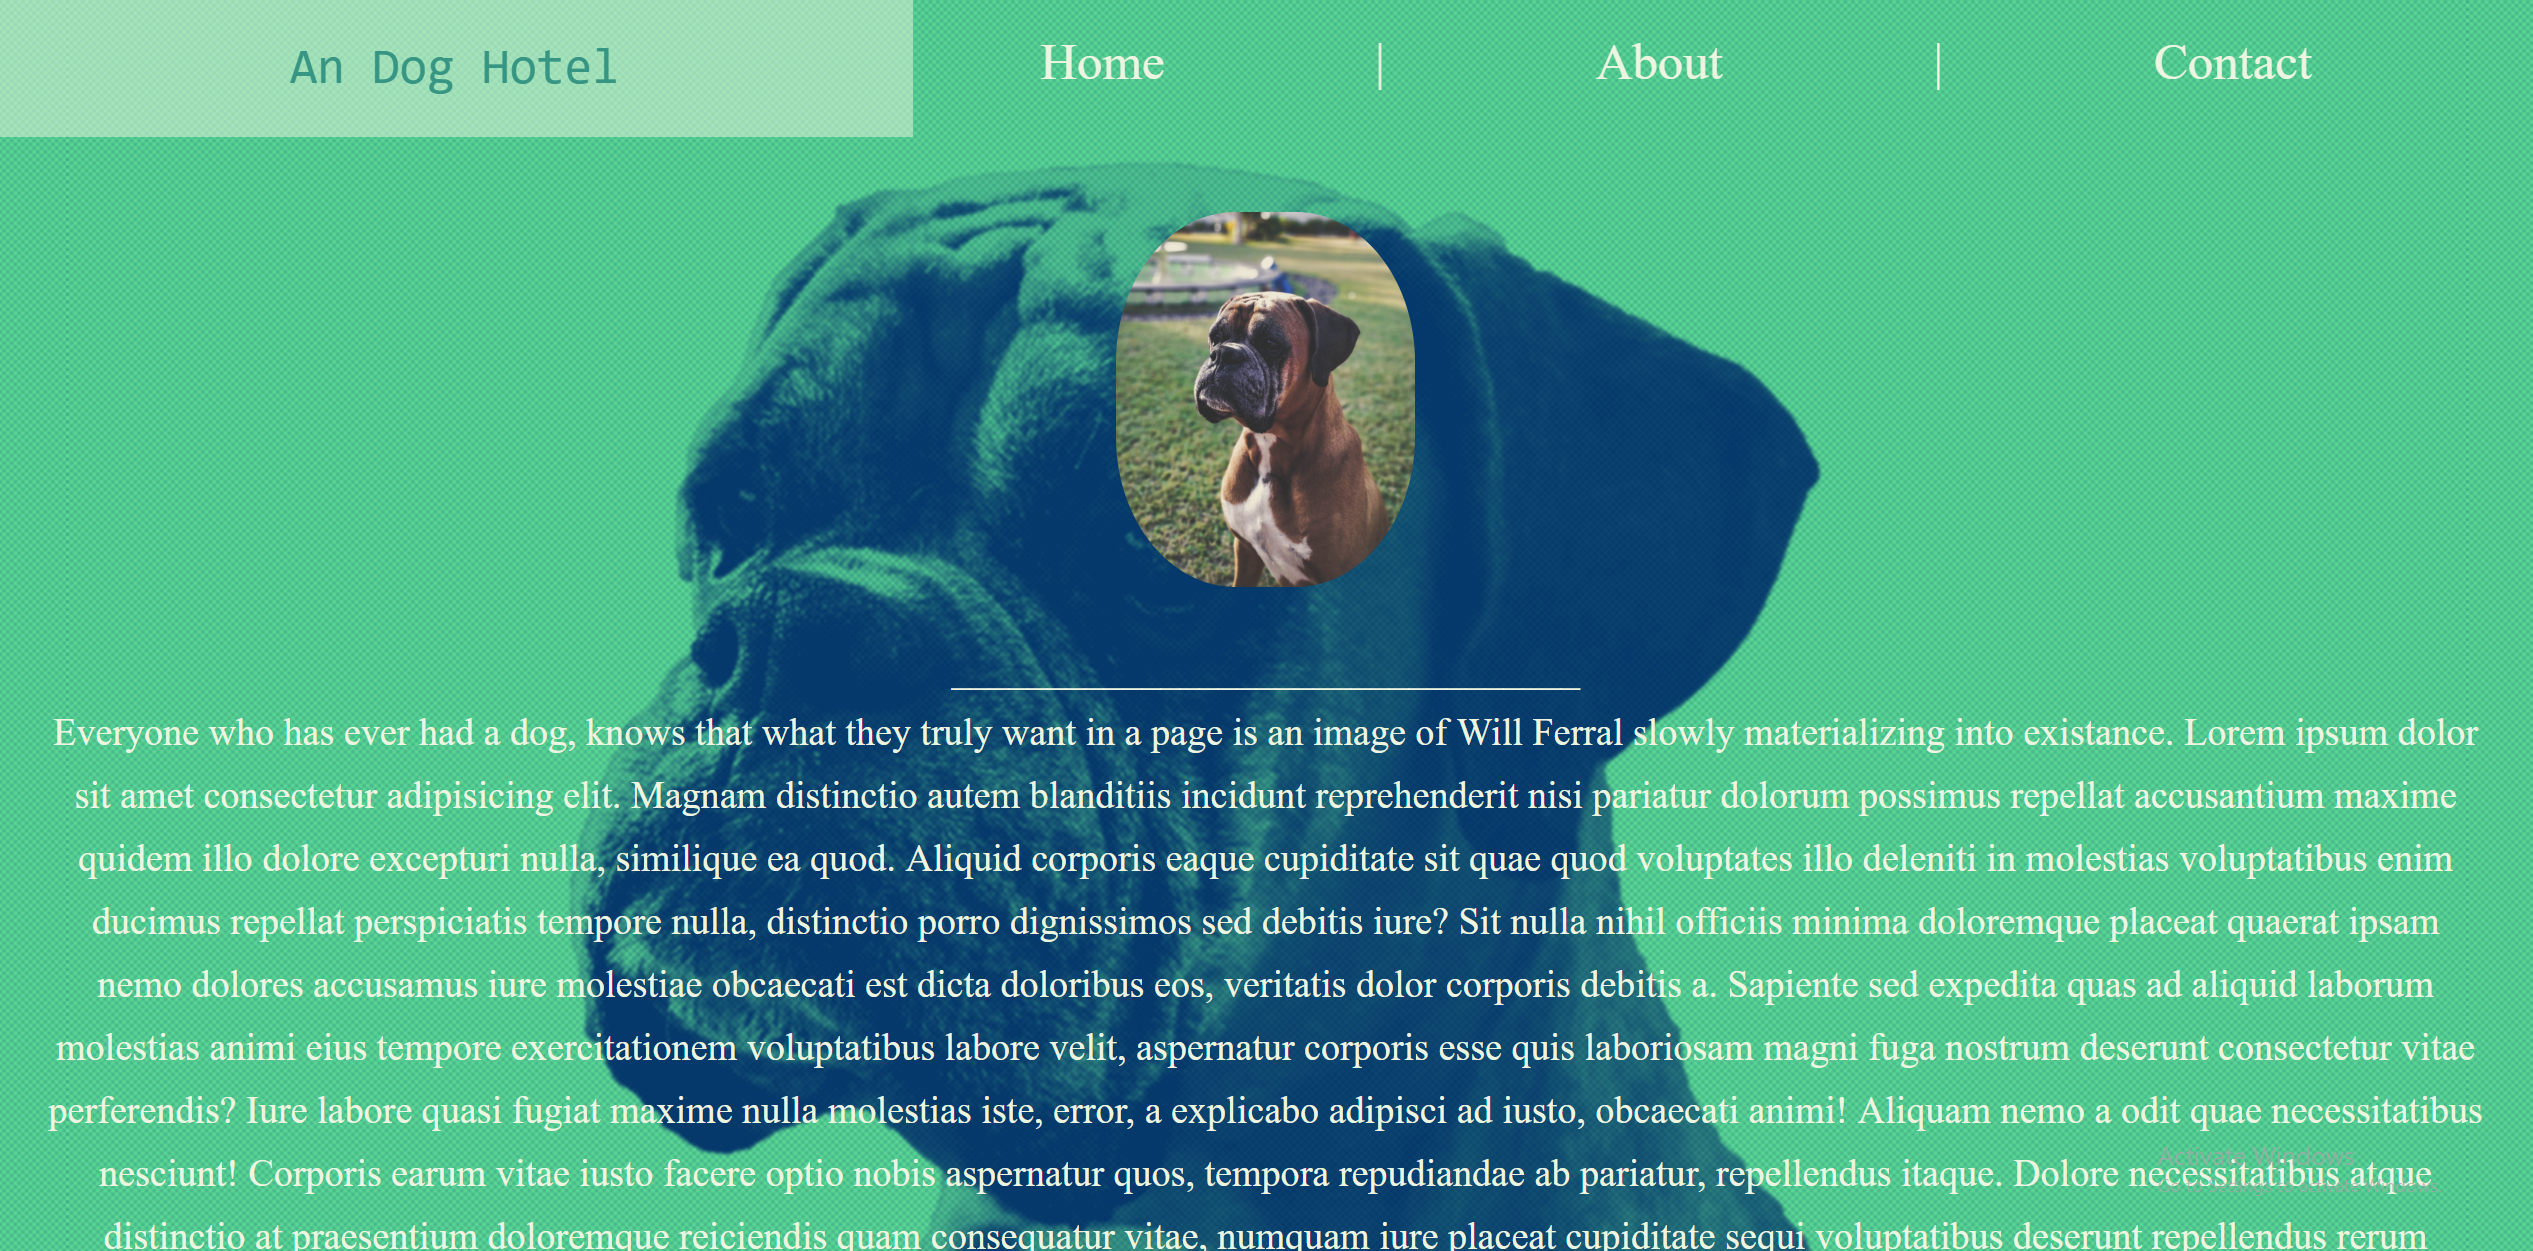 An Dog Hotel
Home | About | Contact
Everyone who has ever had a dog, knows that what they truly want in a page is an image of Will Ferral slowly materializing into existance. Lorem ipsum dolor
sit amet consectetur adipisicing elit. Magnam distinctio autem blanditiis incidunt reprehenderit nisi pariatur dolorum possimus repellat accusantium maxime
quidem illo dolore excepturi nulla, similique ea quod. Aliquid corporis eaque cupiditate sit quae quod voluptates illo deleniti in molestias voluptatibus enim
ducimus repellat perspiciatis tempore nulla, distinctio porro dignissimos sed debitis iure? Sit nulla nihil officiis minima doloremque placeat quaerat ipsam
nemo dolores accusamus iure molestiae obcaecati est dicta doloribus eos, veritatis dolor corporis debitis a. Sapiente sed expedita quas ad aliquid laborum
molestias animi eius tempore exercitationem voluptatibus labore velit, aspernatur corporis esse quis laboriosam magni fuga nostrum deserunt consectetur vitae
perferendis? Iure labore quasi fugiat maxime nulla molestias iste, error, a explicabo adipisci ad iusto, obcaecati animi! Aliquam nemo a odit quae necessitatibus
nesciunt! Corporis earum vitae iusto facere optio nobis aspernatur quos, tempora repudiandae ab pariatur, repellendus itaque. Dolore necessitatibus atque
distinctio at praesentium doloremque reiciendis quam consequatur vitae, numquam iure placeat cupiditate sequi voluptatibus deserunt repellendus rerum
Activate Windows